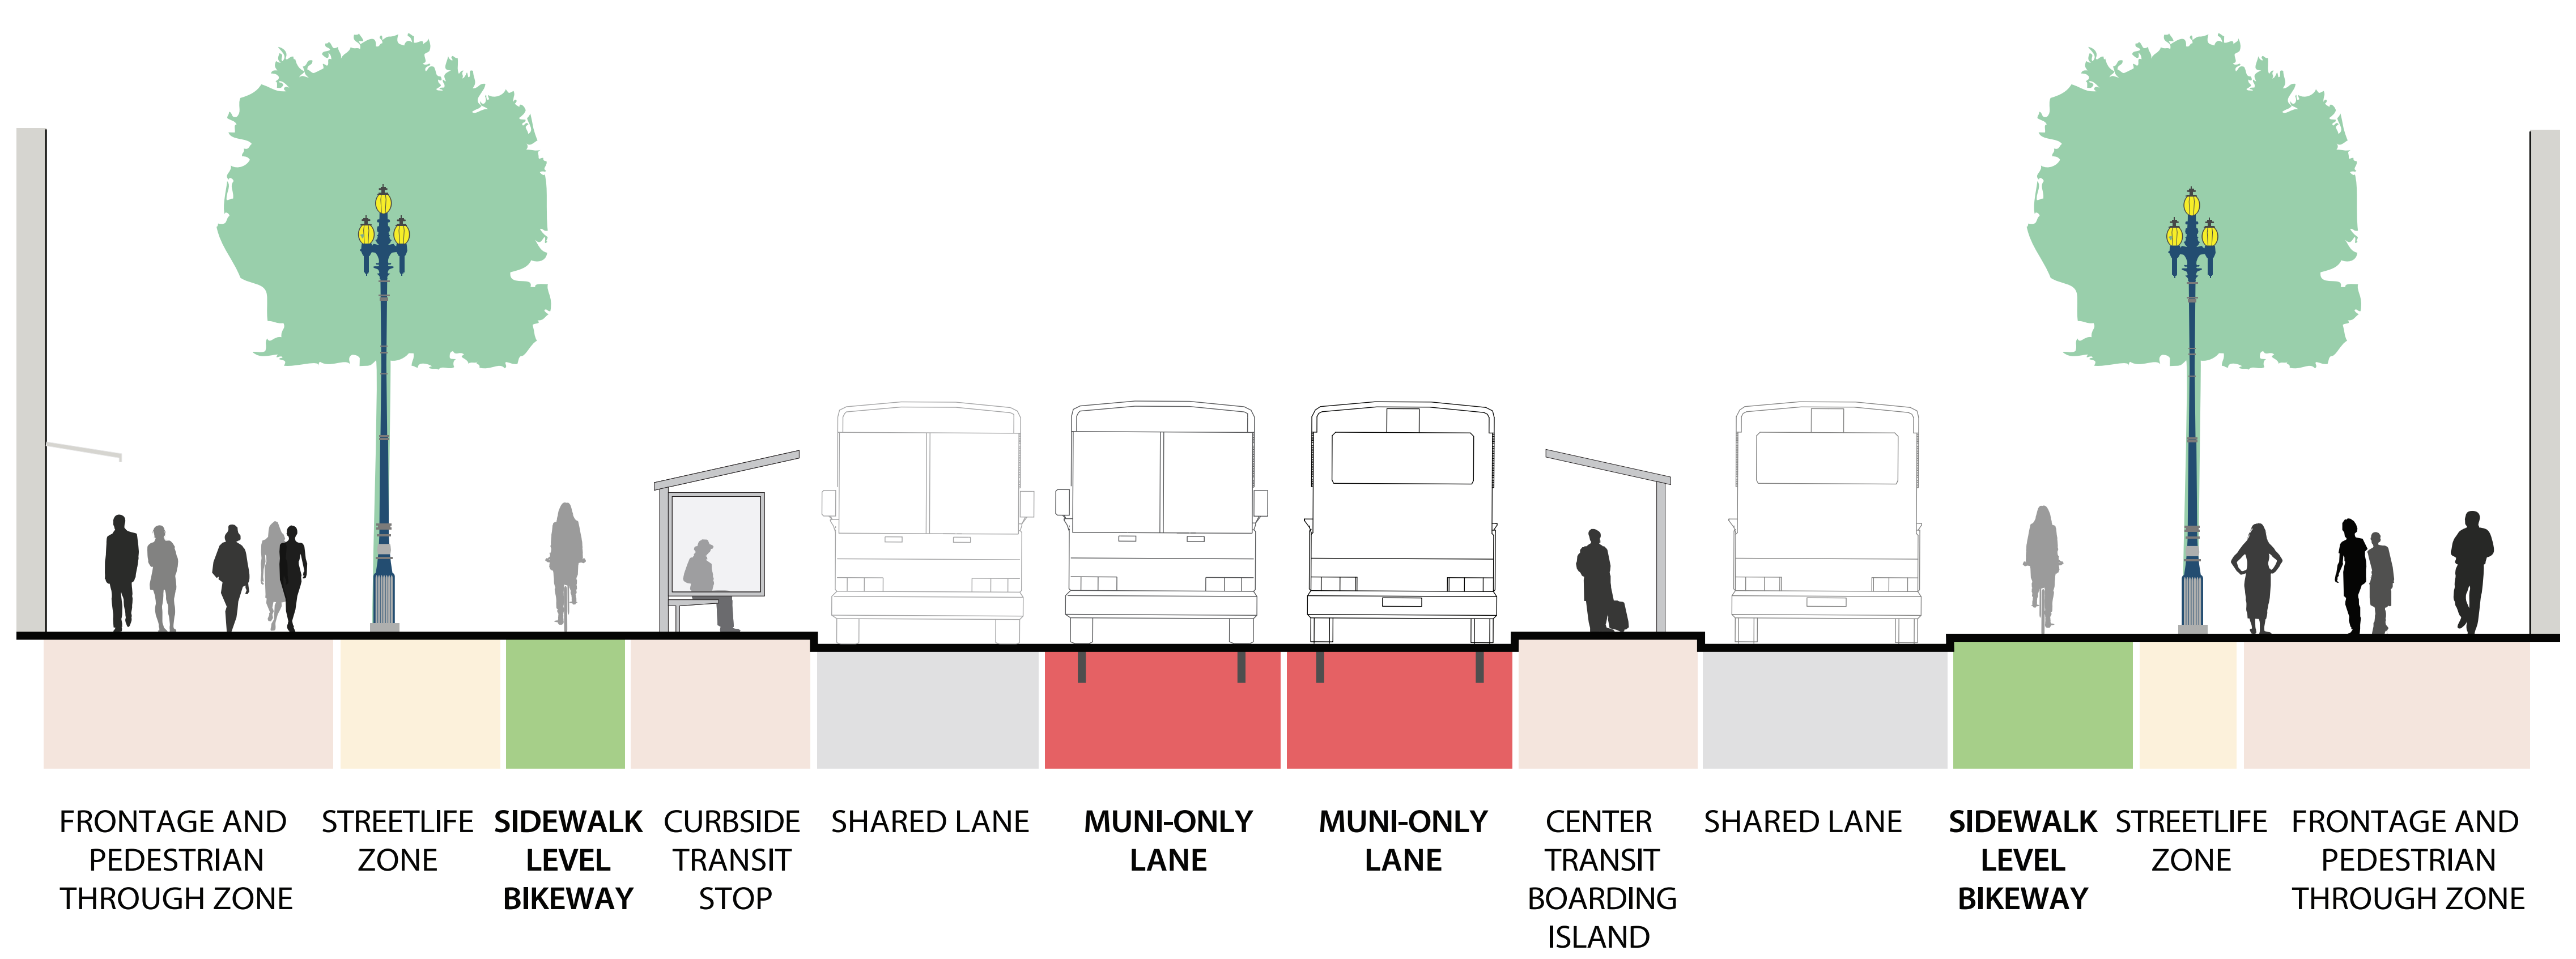 FRONTAGE AND
PEDESTRIAN
THROUGH ZONE
STREETLIFE
ZONE
SIDEWALK
LEVEL
BIKEWAY
CURBSIDE
TRANSIT
STOP
SHARED LANE
MUNI-ONLY
LANE
MUNI-ONLY
LANE
CENTER
TRANSIT
BOARDING
ISLAND
SHARED LANE
SIDEWALK
LEVEL
BIKEWAY
STREETLIFE
ZONE
FRONTAGE AND
PEDESTRIAN
THROUGH ZONE